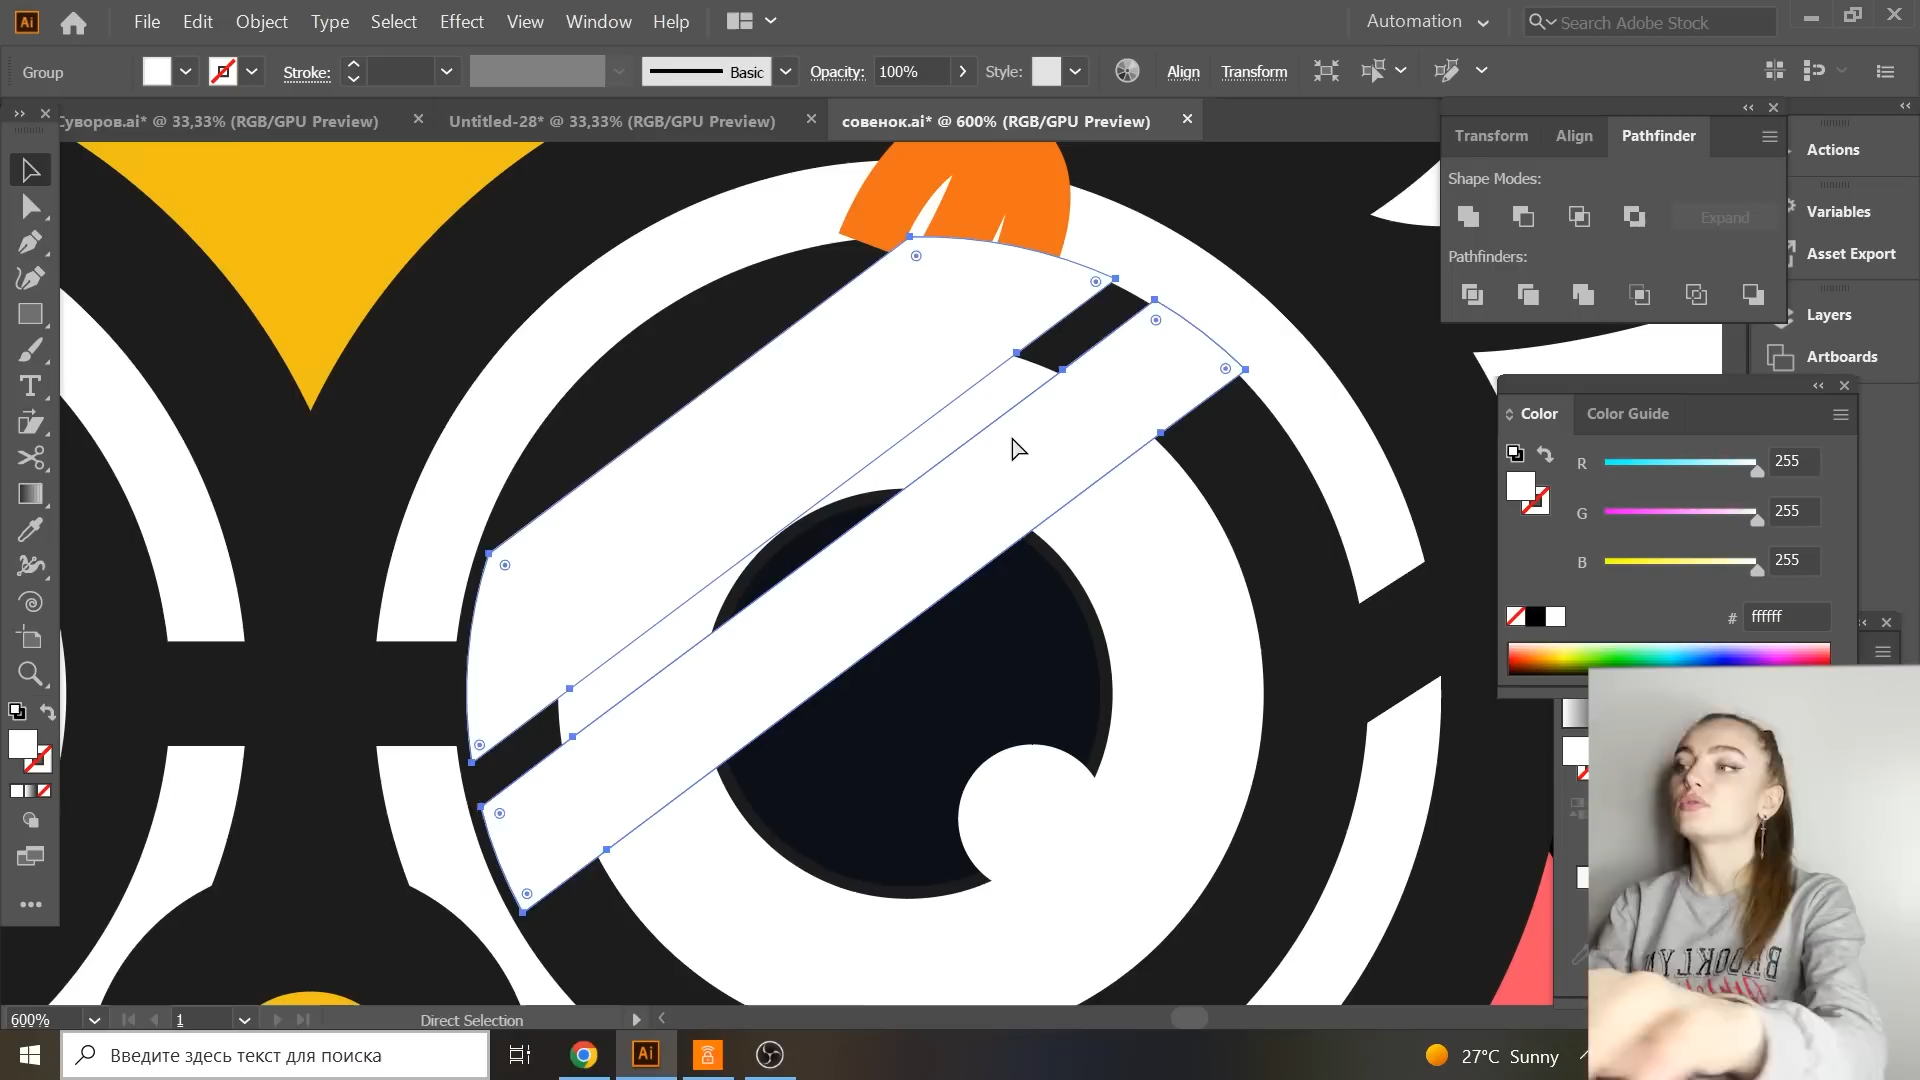 Ai File Edit Object Type Select Effect View Window Help Automation Search Adobe Stock
Group Stroke: Basic Opacity: 100% Style: Align Transform
Суворов.ai* @ 33,33% (RGB/GPU Preview) Untitled-28* @ 33,33% (RGB/GPU Preview) совенок.ai* @ 600% (RGB/GPU Preview)
Transform Align Pathfinder
Shape Modes:
Expand
Pathfinders:
Actions
Variables
Asset Export
Layers
Artboards
Color Color Guide
R 255
G 255
B 255
# ffffff
600% 1 Direct Selection
Введите здесь текст для поиска Ai 27°C Sunny
BROOKLYN